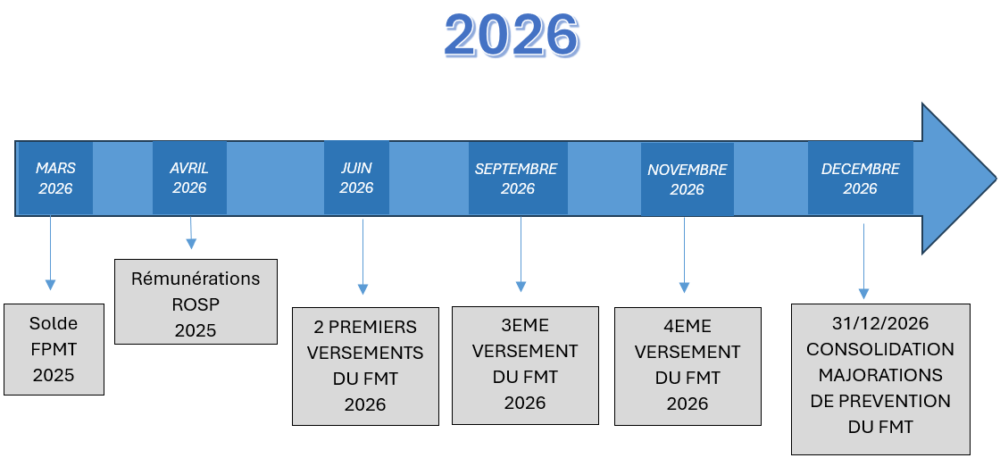 2026
MARS
2026
AVRIL
2026
JUIN
2026
SEPTEMBRE
2026
NOVEMBRE
2026
DECEMBRE
2026
Solde
FPMT
2025
Rémunérations
ROSP
2025
2 PREMIERS
VERSEMENTS
DU FMT
2026
3EME
VERSEMENT
DU FMT
2026
4EME
VERSEMENT
DU FMT
2026
31/12/2026
CONSOLIDATION
MAJORATIONS
DE PREVENTION
DU FMT